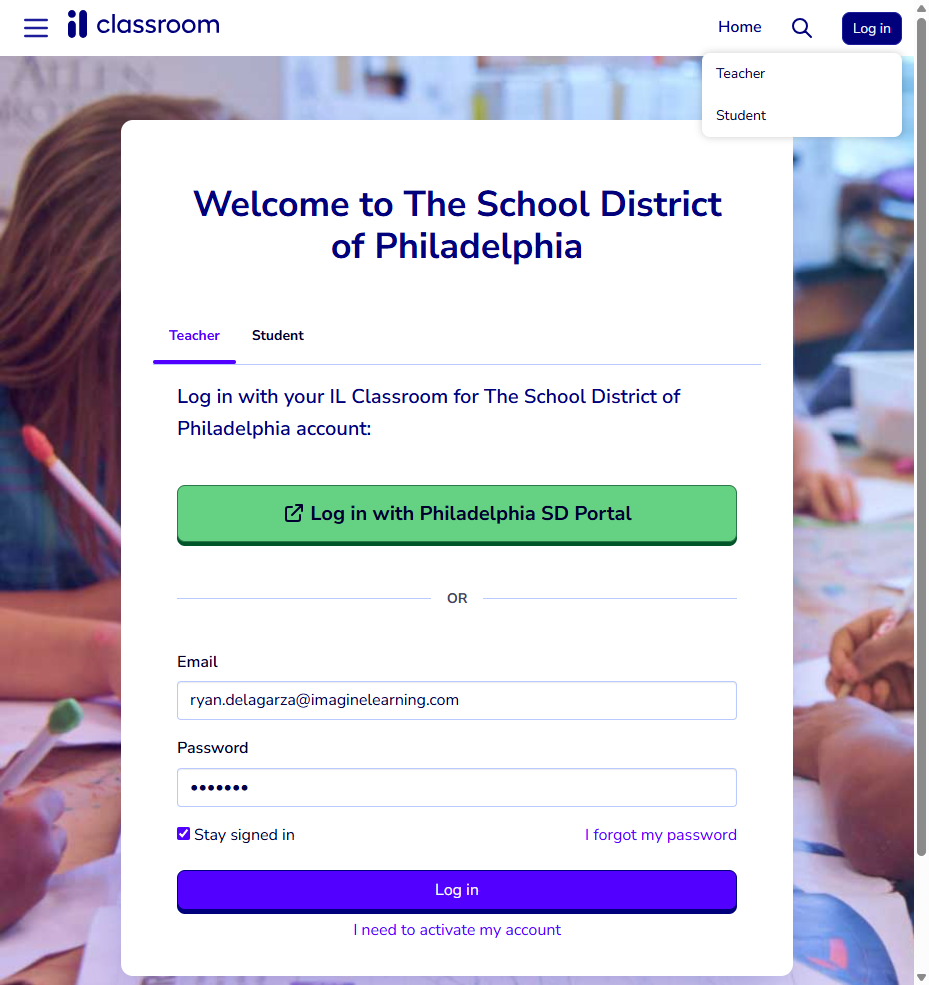 il classroom
Home
Log in
Teacher
Student
Welcome to The School District
of Philadelphia
Teacher
Student
Log in with your IL Classroom for The School District of
Philadelphia account:
Log in with Philadelphia SD Portal
OR
Email
ryan.delagarza@imaginelearning.com
Password
•••••••
Stay signed in
I forgot my password
Log in
I need to activate my account